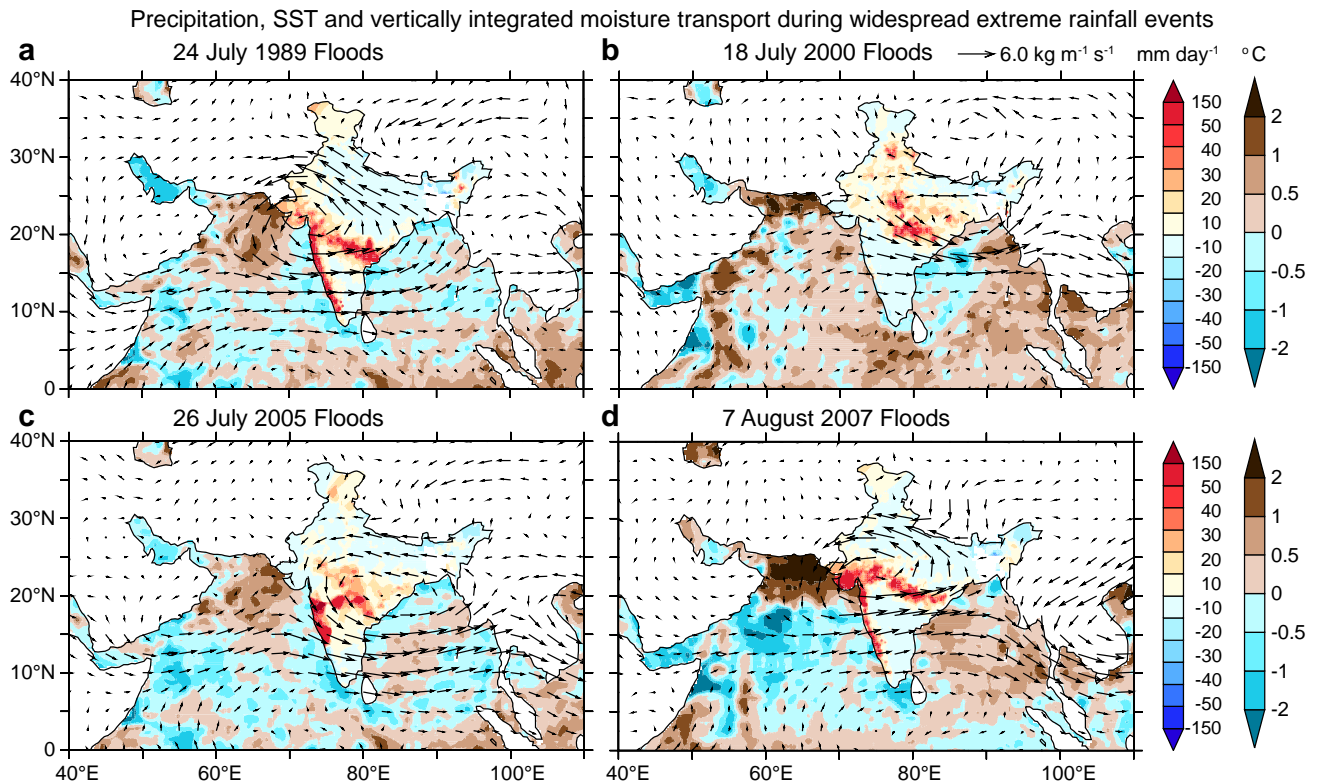 Precipitation, SST and vertically integrated moisture transport during widespread extreme rainfall events
a 24 July 1989 Floods
b 18 July 2000 Floods 6.0 kg m⁻¹ s⁻¹ mm day⁻¹ °C
40°N
30°N
20°N
10°N
0
150
50
40
30
20
10
-10
-20
-30
-40
-50
-150
2
1
0.5
0
-0.5
-1
-2
c 26 July 2005 Floods
d 7 August 2007 Floods
40°N
30°N
20°N
10°N
0
40°E 60°E 80°E 100°E
40°E 60°E 80°E 100°E
150
50
40
30
20
10
-10
-20
-30
-40
-50
-150
2
1
0.5
0
-0.5
-1
-2